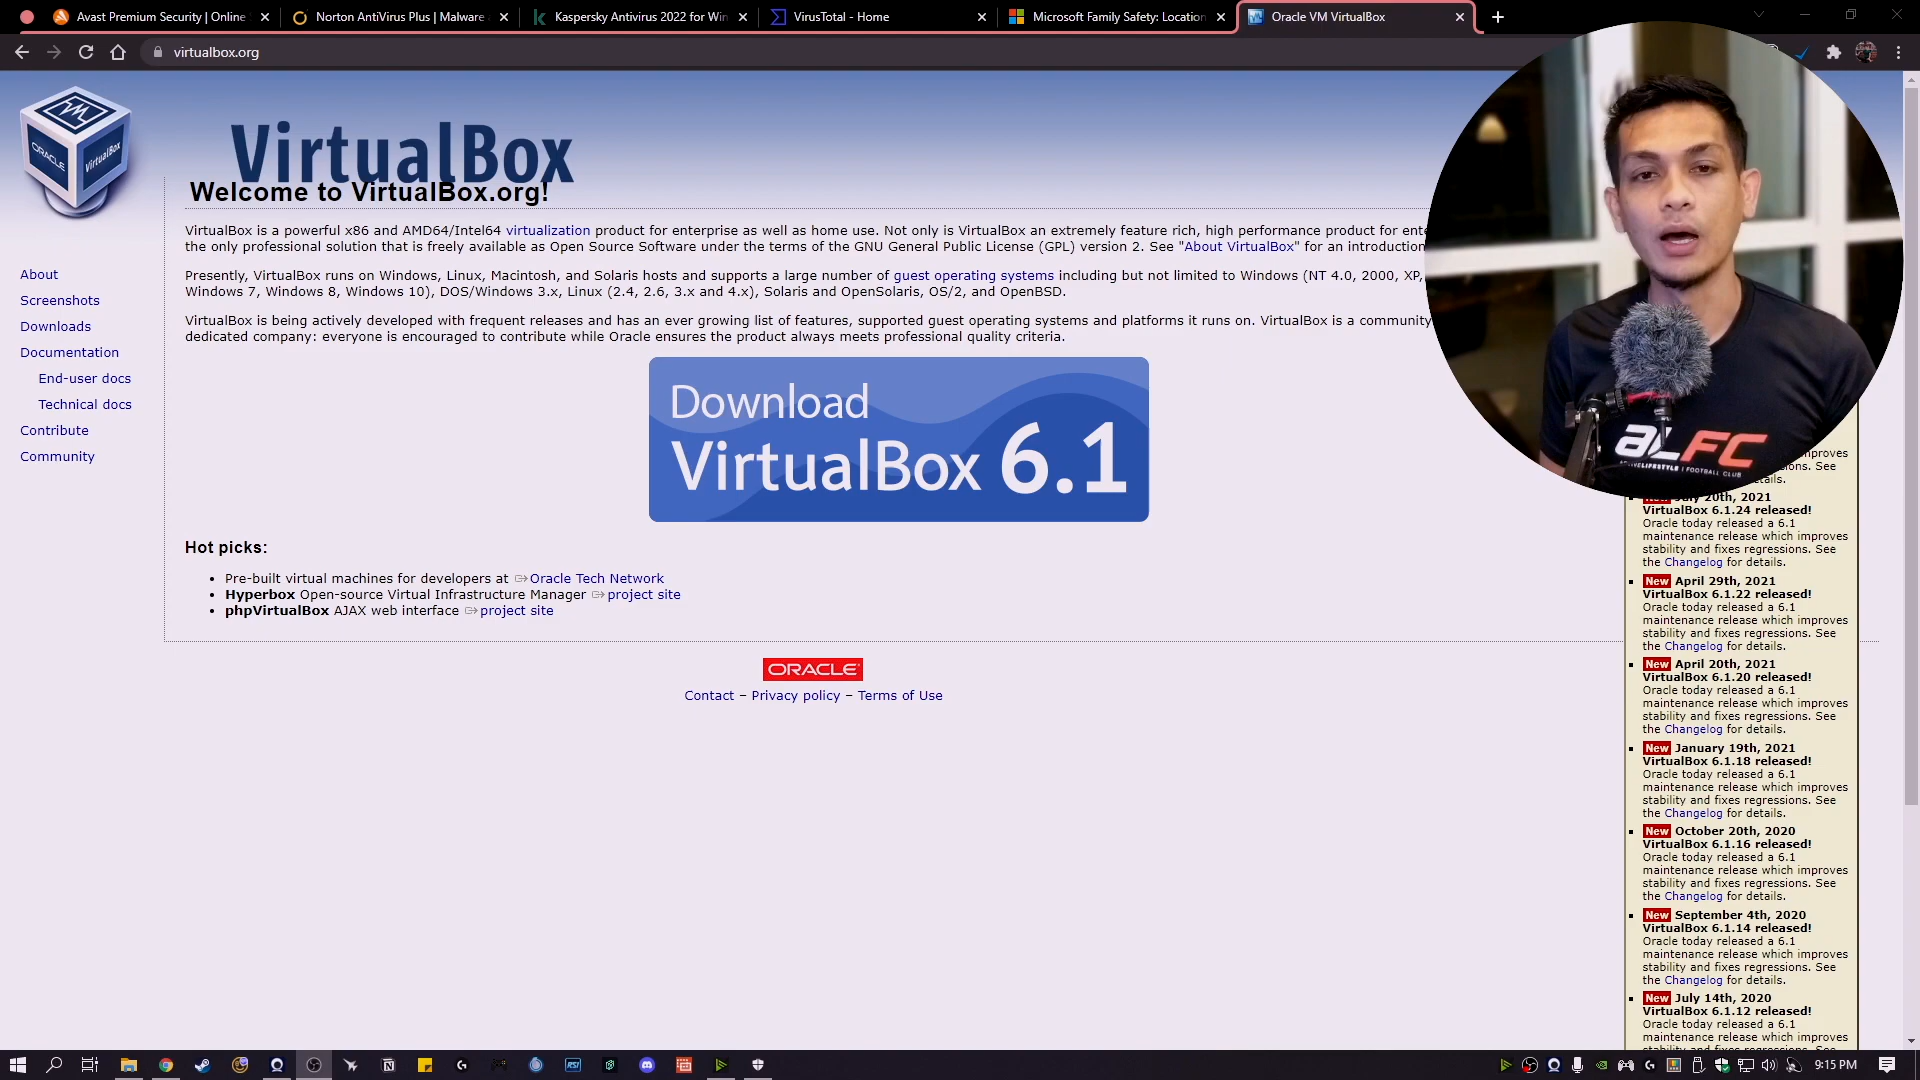 Avast Premium Security | Online
Norton AntiVirus Plus | Malware
Kaspersky Antivirus 2022 for Win
VirusTotal - Home
Microsoft Family Safety: Location
Oracle VM VirtualBox
virtualbox.org
ORACLE
VirtualBox
VirtualBox
Welcome to VirtualBox.org!
VirtualBox is a powerful x86 and AMD64/Intel64 virtualization product for enterprise as well as home use. Not only is VirtualBox an extremely feature rich, high performance product for ente
the only professional solution that is freely available as Open Source Software under the terms of the GNU General Public License (GPL) version 2. See "About VirtualBox" for an introduction
Presently, VirtualBox runs on Windows, Linux, Macintosh, and Solaris hosts and supports a large number of guest operating systems including but not limited to Windows (NT 4.0, 2000, XP,
Windows 7, Windows 8, Windows 10), DOS/Windows 3.x, Linux (2.4, 2.6, 3.x and 4.x), Solaris and OpenSolaris, OS/2, and OpenBSD.
VirtualBox is being actively developed with frequent releases and has an ever growing list of features, supported guest operating systems and platforms it runs on. VirtualBox is a community
dedicated company: everyone is encouraged to contribute while Oracle ensures the product always meets professional quality criteria.
About
Screenshots
Downloads
Documentation
End-user docs
Technical docs
Contribute
Community
Download
VirtualBox 6.1
Hot picks:
Pre-built virtual machines for developers at Oracle Tech Network
Hyperbox Open-source Virtual Infrastructure Manager project site
phpVirtualBox AJAX web interface project site
ORACLE
Contact – Privacy policy – Terms of Use
ALFC
LIFESTYLE | FOOTBALL CLUB
New July 20th, 2021
VirtualBox 6.1.24 released!
Oracle today released a 6.1
maintenance release which improves
stability and fixes regressions. See
the Changelog for details.
New April 29th, 2021
VirtualBox 6.1.22 released!
Oracle today released a 6.1
maintenance release which improves
stability and fixes regressions. See
the Changelog for details.
New April 20th, 2021
VirtualBox 6.1.20 released!
Oracle today released a 6.1
maintenance release which improves
stability and fixes regressions. See
the Changelog for details.
New January 19th, 2021
VirtualBox 6.1.18 released!
Oracle today released a 6.1
maintenance release which improves
stability and fixes regressions. See
the Changelog for details.
New October 20th, 2020
VirtualBox 6.1.16 released!
Oracle today released a 6.1
maintenance release which improves
stability and fixes regressions. See
the Changelog for details.
New September 4th, 2020
VirtualBox 6.1.14 released!
Oracle today released a 6.1
maintenance release which improves
stability and fixes regressions. See
the Changelog for details.
New July 14th, 2020
VirtualBox 6.1.12 released!
Oracle today released a 6.1
maintenance release which improves
9:15 PM